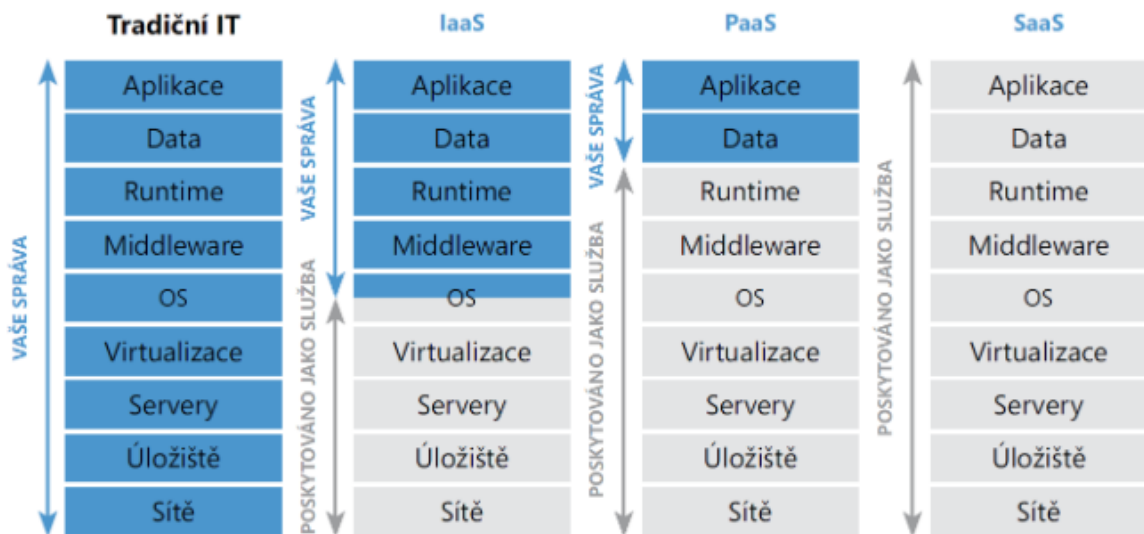 Tradiční IT
IaaS
PaaS
SaaS
VAŠE SPRÁVA
Aplikace
Data
Runtime
Middleware
OS
Virtualizace
Servery
Úložiště
Sítě
VAŠE SPRÁVA
POSKYTOVÁNO JAKO SLUŽBA
Aplikace
Data
Runtime
Middleware
OS
Virtualizace
Servery
Úložiště
Sítě
VAŠE SPRÁVA
POSKYTOVÁNO JAKO SLUŽBA
Aplikace
Data
Runtime
Middleware
OS
Virtualizace
Servery
Úložiště
Sítě
POSKYTOVÁNO JAKO SLUŽBA
Aplikace
Data
Runtime
Middleware
OS
Virtualizace
Servery
Úložiště
Sítě